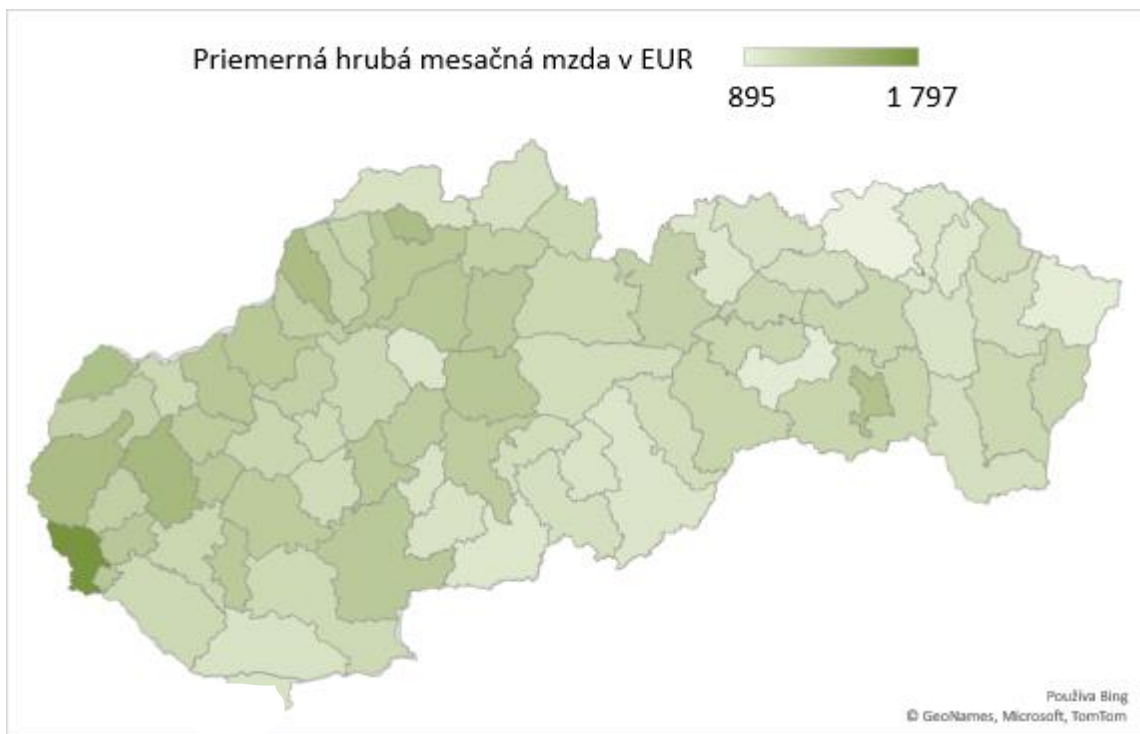 Priemerná hrubá mesačná mzda v EUR
895 1 797
Používa Bing
© GeoNames, Microsoft, TomTom